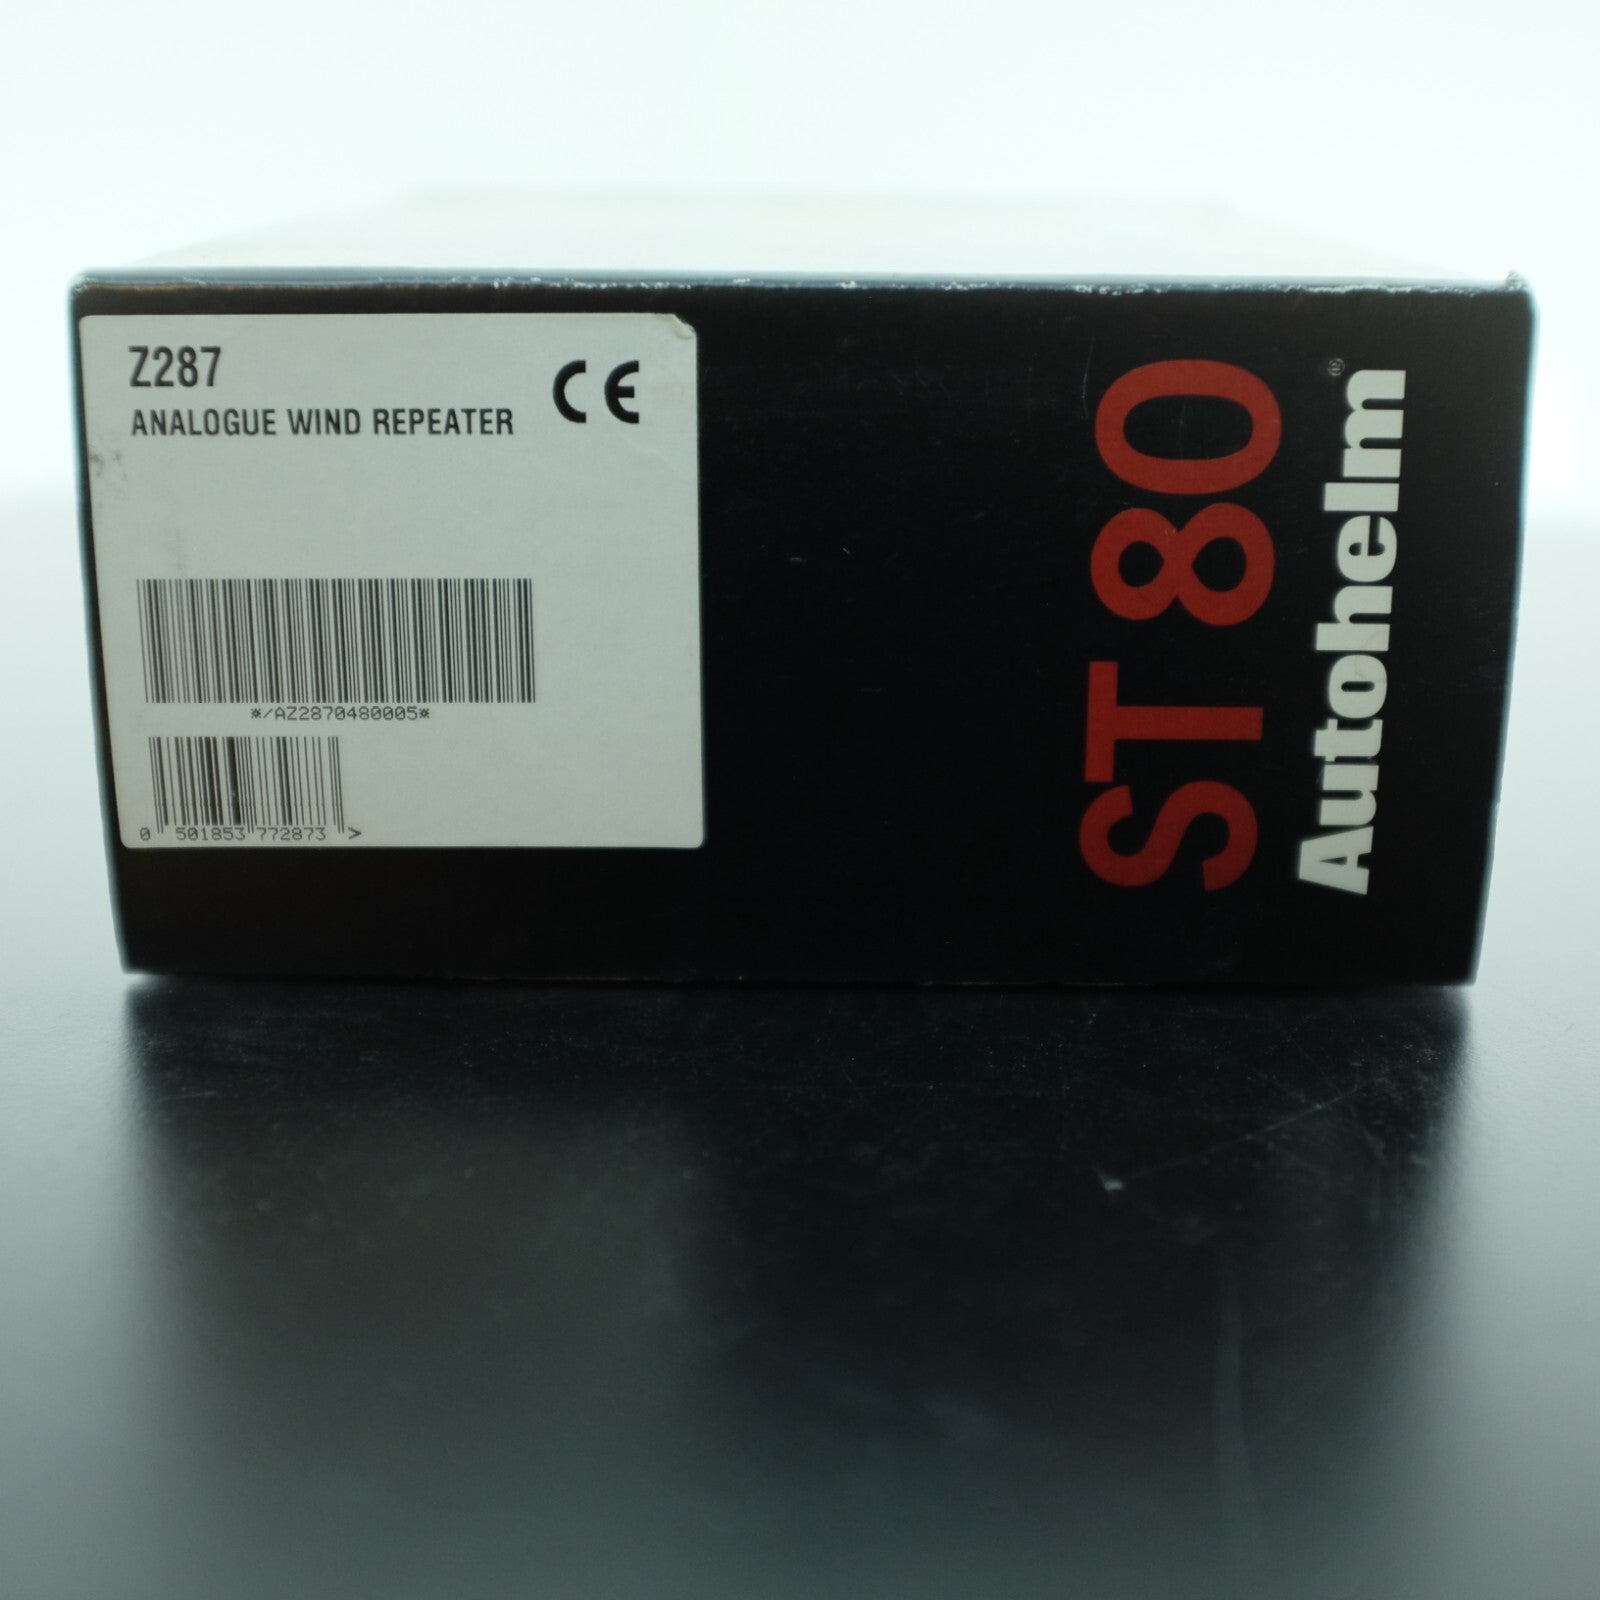 Z287
ANALOGUE WIND REPEATER
CE
*/AZ2870480005*
0 501853 772873 >
ST80
Autohelm®